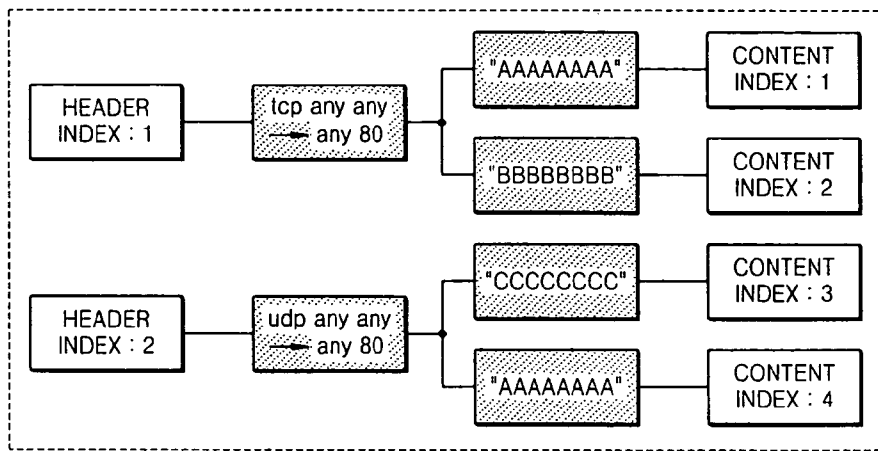 HEADER
INDEX : 1
tcp any any
→ any 80
"AAAAAAAA"
CONTENT
INDEX : 1
"BBBBBBBB"
CONTENT
INDEX : 2
HEADER
INDEX : 2
udp any any
→ any 80
"CCCCCCCC"
CONTENT
INDEX : 3
"AAAAAAAA"
CONTENT
INDEX : 4